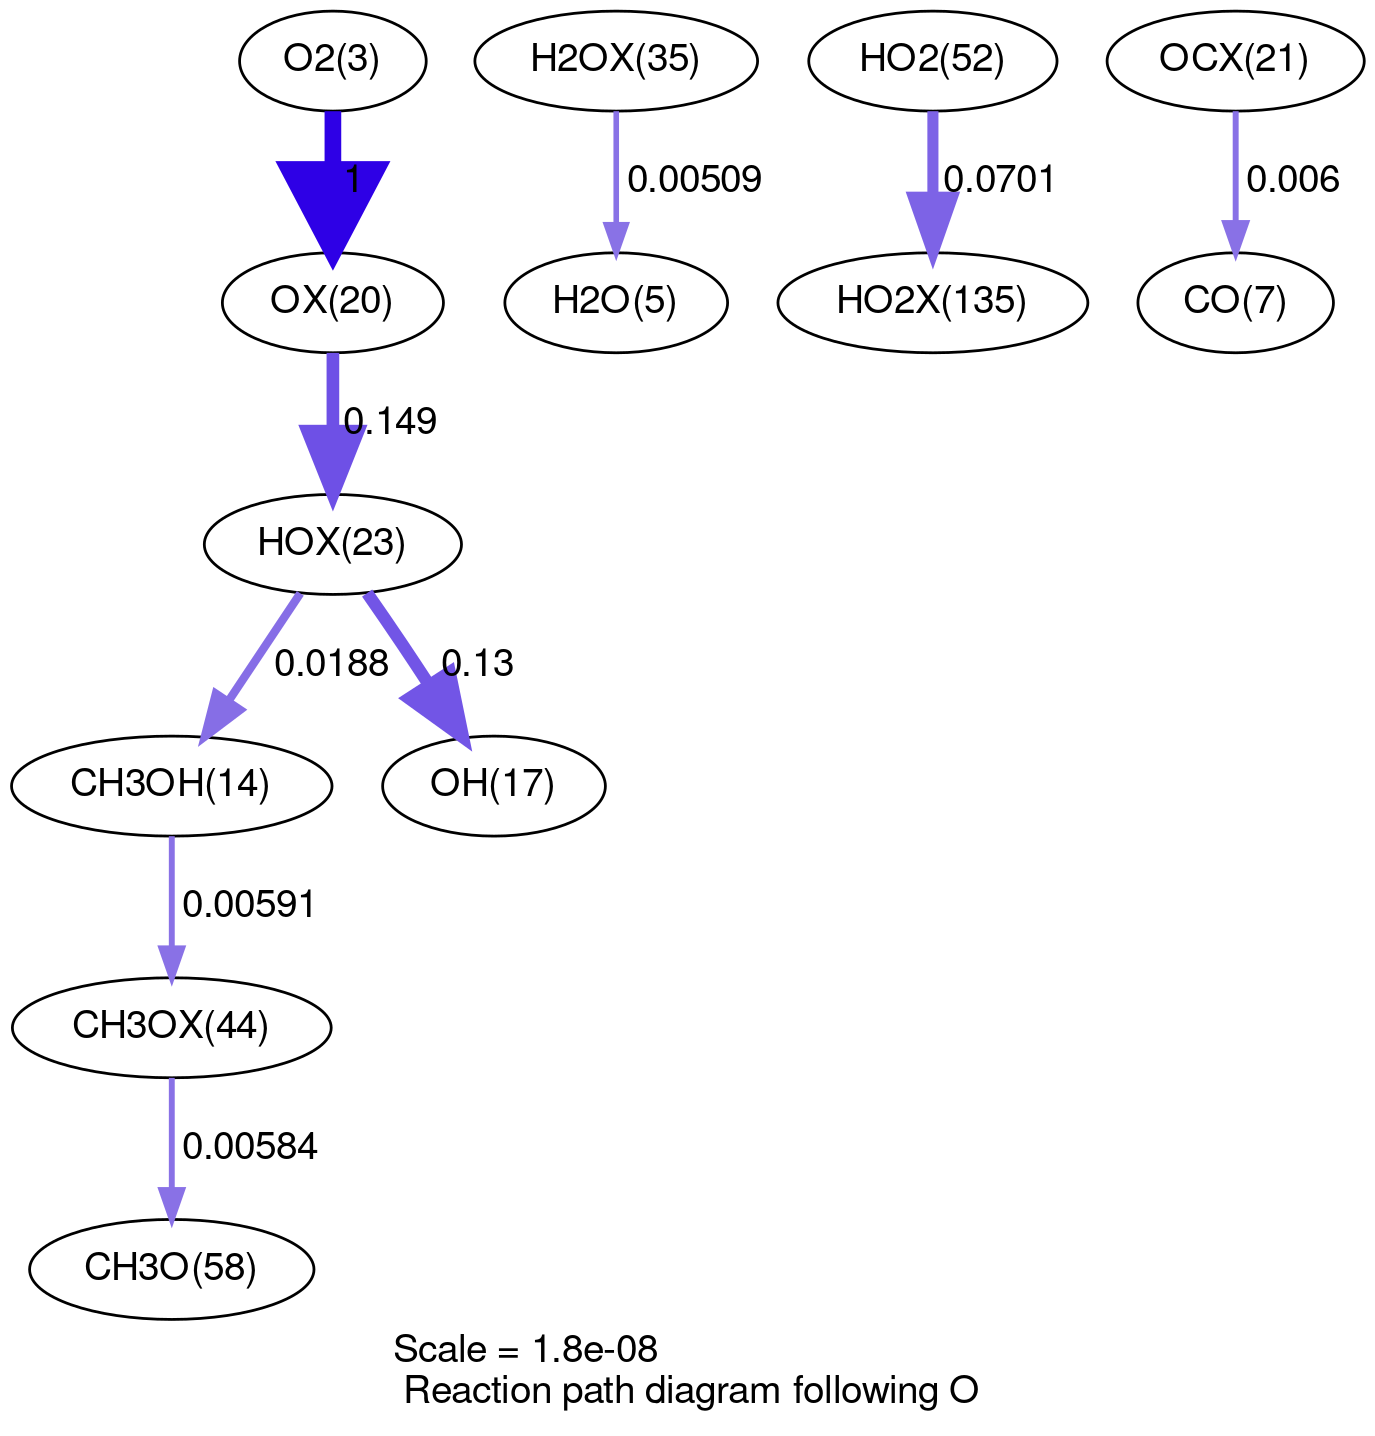 O2(3)
H2OX(35)
HO2(52)
OCX(21)
1
0.00509
0.0701
0.006
OX(20)
H2O(5)
HO2X(135)
CO(7)
0.149
HOX(23)
0.0188
0.13
CH3OH(14)
OH(17)
0.00591
CH3OX(44)
0.00584
CH3O(58)
Scale = 1.8e-08
Reaction path diagram following O